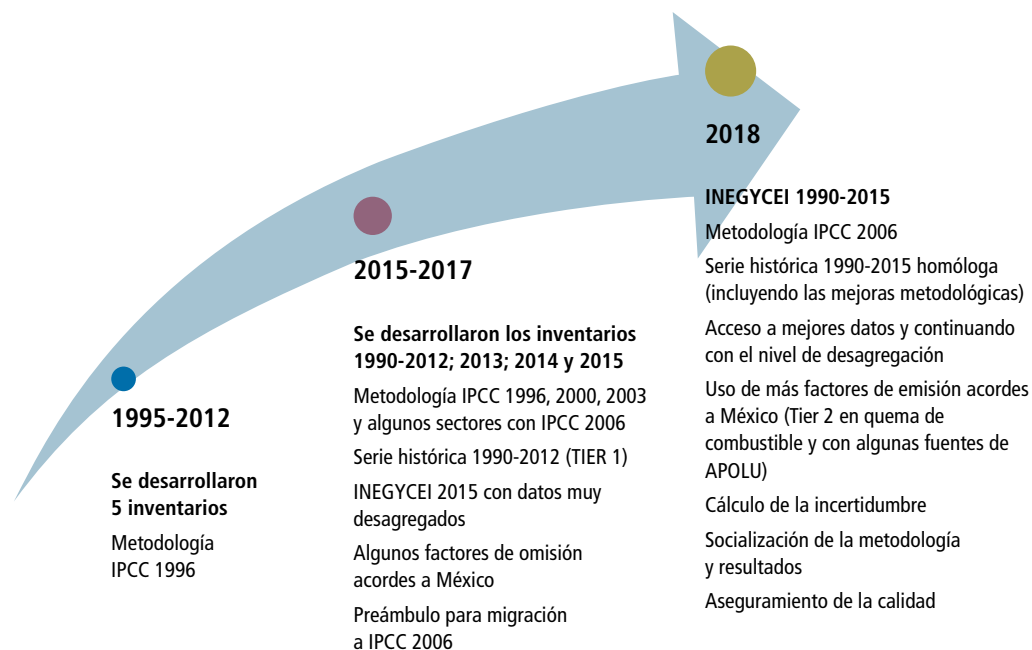 1995-2012
Se desarrollaron
5 inventarios
Metodología
IPCC 1996
2015-2017
Se desarrollaron los inventarios
1990-2012; 2013; 2014 y 2015
Metodología IPCC 1996, 2000, 2003
y algunos sectores con IPCC 2006
Serie histórica 1990-2012 (TIER 1)
INEGYCEI 2015 con datos muy
desagregados
Algunos factores de omisión
acordes a México
Preámbulo para migración
a IPCC 2006
2018
INEGYCEI 1990-2015
Metodología IPCC 2006
Serie histórica 1990-2015 homóloga
(incluyendo las mejoras metodológicas)
Acceso a mejores datos y continuando
con el nivel de desagregación
Uso de más factores de emisión acordes
a México (Tier 2 en quema de
combustible y con algunas fuentes de
APOLU)
Cálculo de la incertidumbre
Socialización de la metodología
y resultados
Aseguramiento de la calidad